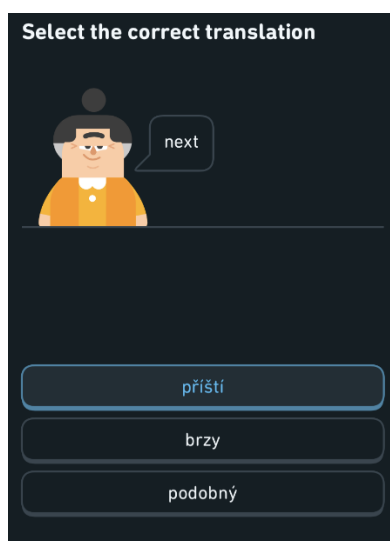 Select the correct translation
next
příští
brzy
podobný